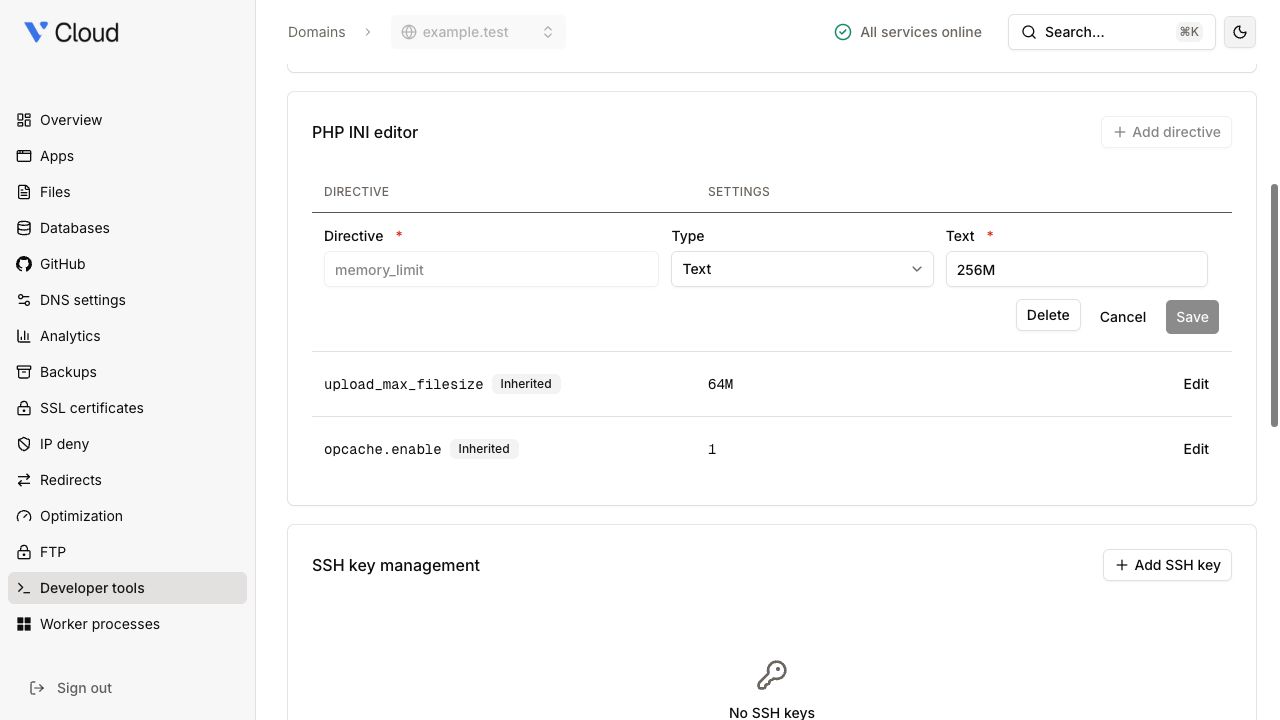 Cloud
Domains
example.test
All services online
Search...
⌘K
Overview
Apps
Files
Databases
GitHub
DNS settings
Analytics
Backups
SSL certificates
IP deny
Redirects
Optimization
FTP
Developer tools
Worker processes
Sign out
PHP INI editor
Add directive
DIRECTIVE SETTINGS
Directive * Type Text *
memory_limit Text 256M
Delete Cancel Save
upload_max_filesize Inherited 64M Edit
opcache.enable Inherited 1 Edit
SSH key management
Add SSH key
No SSH keys